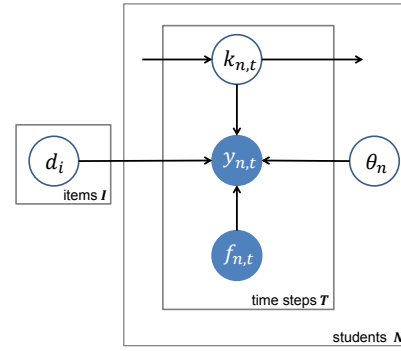 k_{n,t}
d_i
y_{n,t}
θ_n
items I
f_{n,t}
time steps T
students N